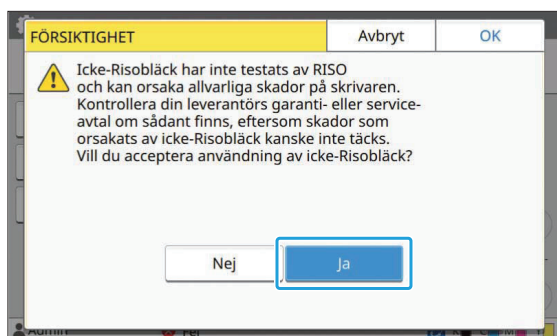 FÖRSIKTIGHET Avbryt OK
Icke-Risobläck har inte testats av RISO
och kan orsaka allvarliga skador på skrivaren.
Kontrollera din leverantörs garanti- eller service-
avtal om sådant finns, eftersom skador som
orsakats av icke-Risobläck kanske inte täcks.
Vill du acceptera användning av icke-Risobläck?
Nej Ja
Admin Fel